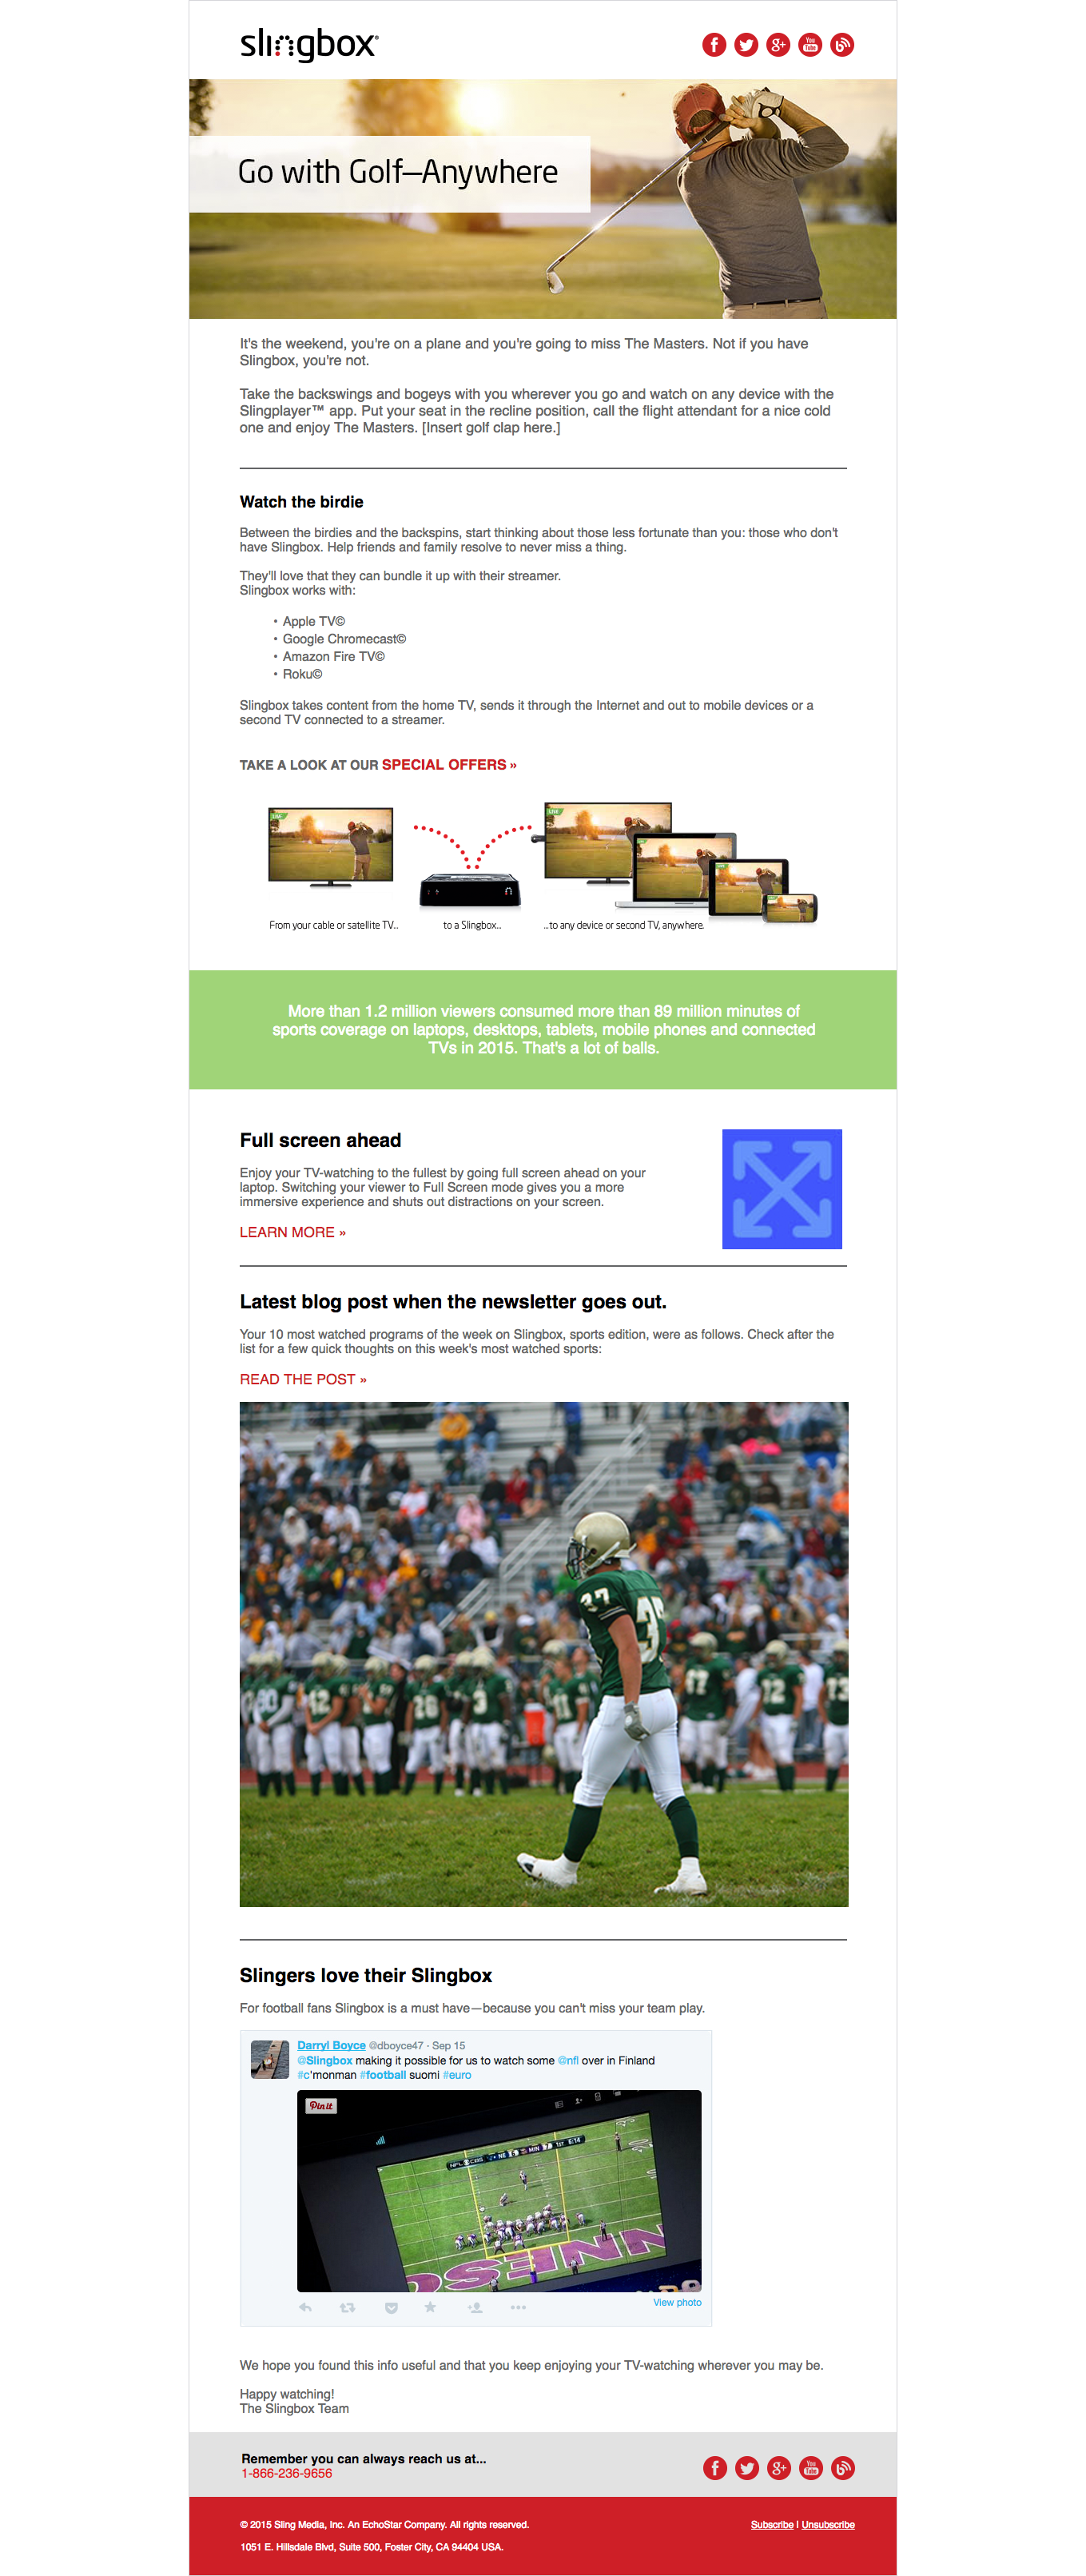 slingbox
You Tube
Go with Golf—Anywhere
It's the weekend, you're on a plane and you're going to miss The Masters. Not if you have
Slingbox, you're not.
Take the backswings and bogeys with you wherever you go and watch on any device with the
Slingplayer™ app. Put your seat in the recline position, call the flight attendant for a nice cold
one and enjoy The Masters. [Insert golf clap here.]
Watch the birdie
Between the birdies and the backspins, start thinking about those less fortunate than you: those who don't
have Slingbox. Help friends and family resolve to never miss a thing.
They'll love that they can bundle it up with their streamer.
Slingbox works with:
• Apple TV©
• Google Chromecast©
• Amazon Fire TV©
• Roku©
Slingbox takes content from the home TV, sends it through the Internet and out to mobile devices or a
second TV connected to a streamer.
TAKE A LOOK AT OUR SPECIAL OFFERS »
LIVE
LIVE
From your cable or satellite TV...
to a Slingbox...
...to any device or second TV, anywhere.
More than 1.2 million viewers consumed more than 89 million minutes of
sports coverage on laptops, desktops, tablets, mobile phones and connected
TVs in 2015. That's a lot of balls.
Full screen ahead
Enjoy your TV-watching to the fullest by going full screen ahead on your
laptop. Switching your viewer to Full Screen mode gives you a more
immersive experience and shuts out distractions on your screen.
LEARN MORE »
Latest blog post when the newsletter goes out.
Your 10 most watched programs of the week on Slingbox, sports edition, were as follows. Check after the
list for a few quick thoughts on this week's most watched sports:
READ THE POST »
37
Slingers love their Slingbox
For football fans Slingbox is a must have—because you can't miss your team play.
Darryl Boyce @dboyce47 · Sep 15
@Slingbox making it possible for us to watch some @nfl over in Finland
#c'monman #football suomi #euro
Pin it
NFL CBS NE MIN 7 1st 6:14
View photo
We hope you found this info useful and that you keep enjoying your TV-watching wherever you may be.
Happy watching!
The Slingbox Team
Remember you can always reach us at...
1-866-236-9656
You Tube
© 2015 Sling Media, Inc. An EchoStar Company. All rights reserved.
Subscribe | Unsubscribe
1051 E. Hillsdale Blvd, Suite 500, Foster City, CA 94404 USA.